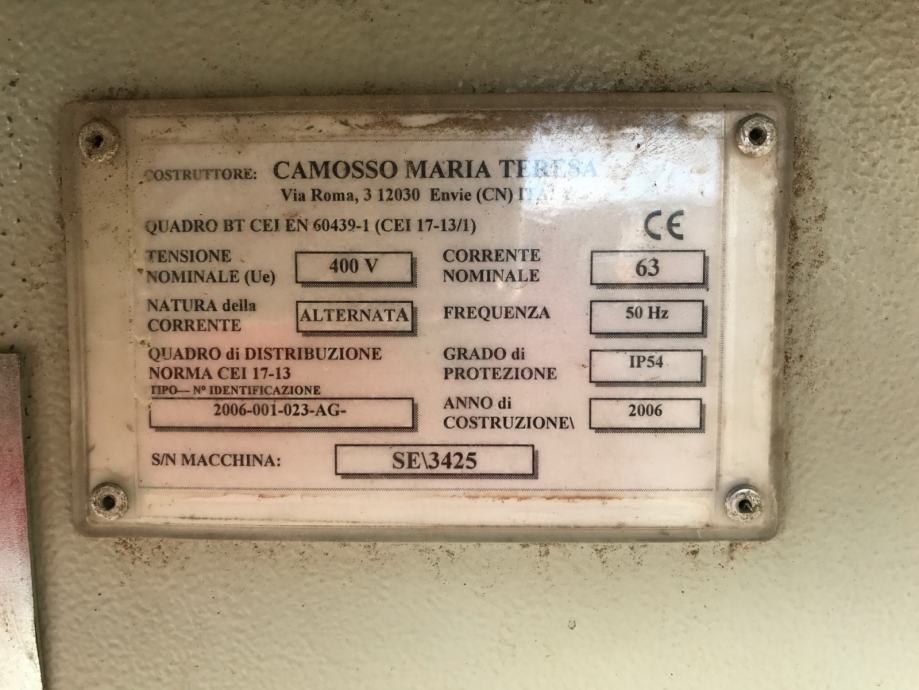 COSTRUTTORE: CAMOSSO MARIA TERESA
Via Roma, 3 12030 Envie (CN)
QUADRO BT CEI EN 60439-1 (CEI 17-13/1) CE
TENSIONE NOMINALE (Ue) 400 V
CORRENTE NOMINALE 63
NATURA della CORRENTE ALTERNATA
FREQUENZA 50 Hz
QUADRO di DISTRIBUZIONE
NORMA CEI 17-13
GRADO di PROTEZIONE IP54
TIPO— N° IDENTIFICAZIONE
2006-001-023-AG-
ANNO di COSTRUZIONE\ 2006
S/N MACCHINA: SE\3425